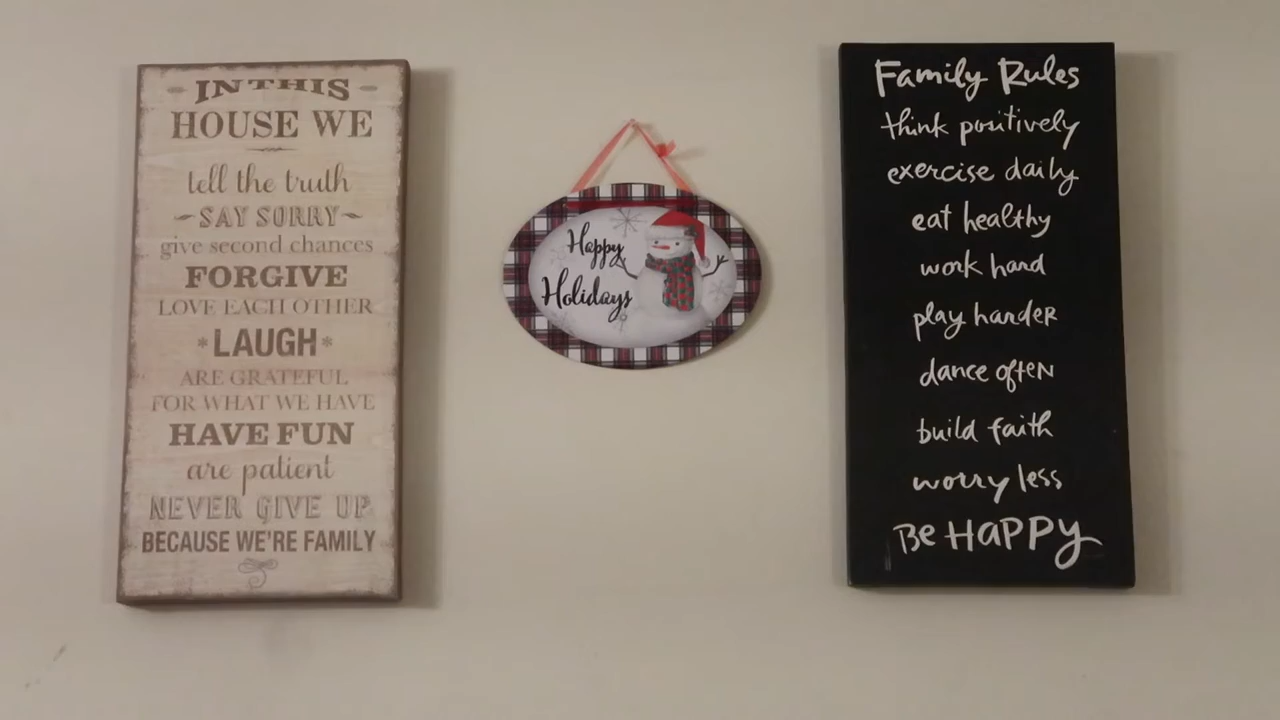 IN THIS
HOUSE WE
tell the truth
SAY SORRY
give second chances
FORGIVE
LOVE EACH OTHER
*LAUGH*
ARE GRATEFUL
FOR WHAT WE HAVE
HAVE FUN
are patient
NEVER GIVE UP
BECAUSE WE'RE FAMILY
Happy
Holidays
Family Rules
think positively
exercise daily
eat healthy
work hard
play harder
dance often
build faith
worry less
Be Happy